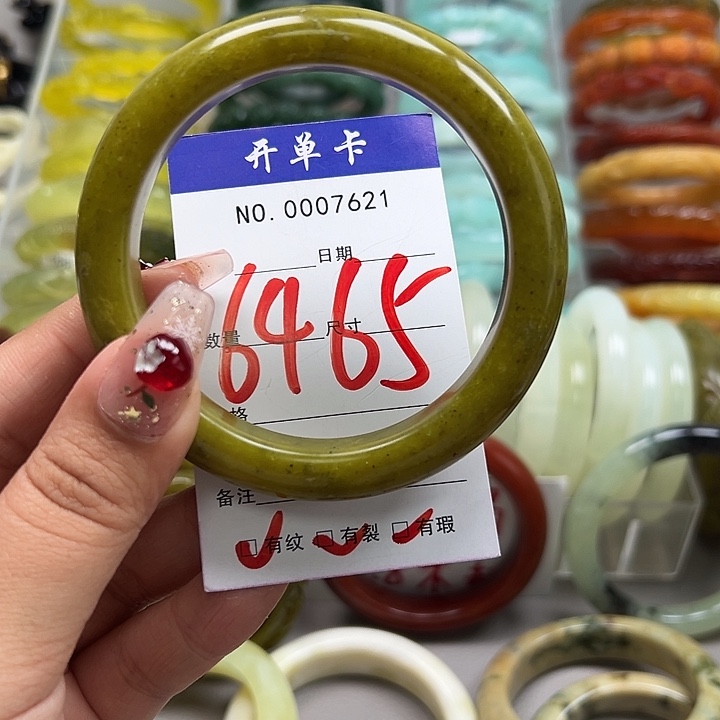 开单卡
NO. 0007621
日期
6465
数量 尺寸
格
备注
□有纹 □有裂 □有瑕